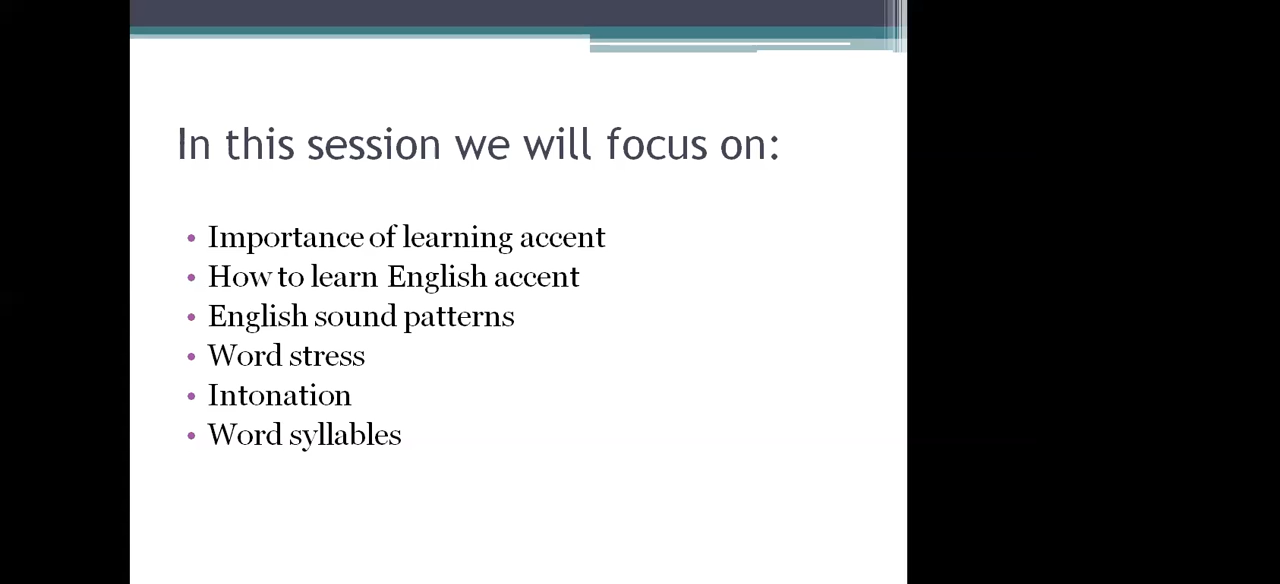 In this session we will focus on:
• Importance of learning accent
• How to learn English accent
• English sound patterns
• Word stress
• Intonation
• Word syllables